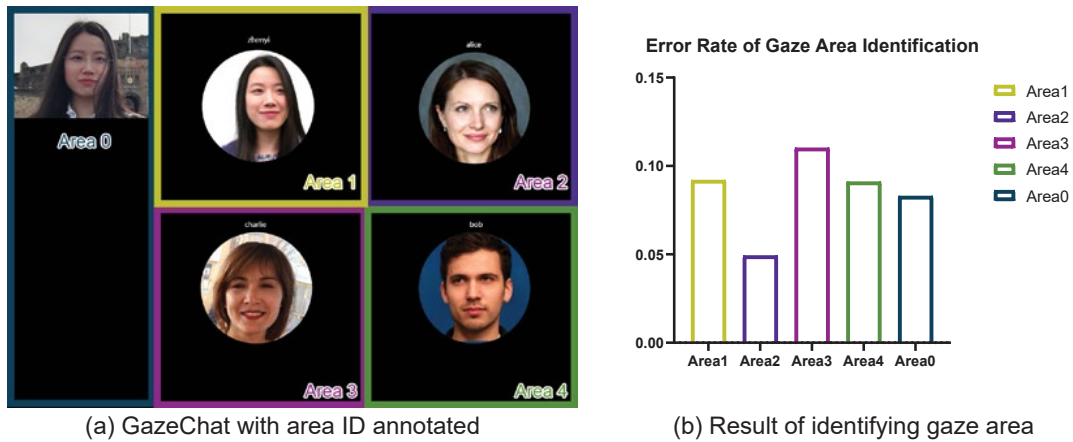 Area 0
zhenyi
Area 1
alice
Area 2
charlie
Area 3
bob
Area 4
(a) GazeChat with area ID annotated
Error Rate of Gaze Area Identification
0.15
0.10
0.05
0.00
Area1
Area2
Area3
Area4
Area0
Area1
Area2
Area3
Area4
Area0
(b) Result of identifying gaze area